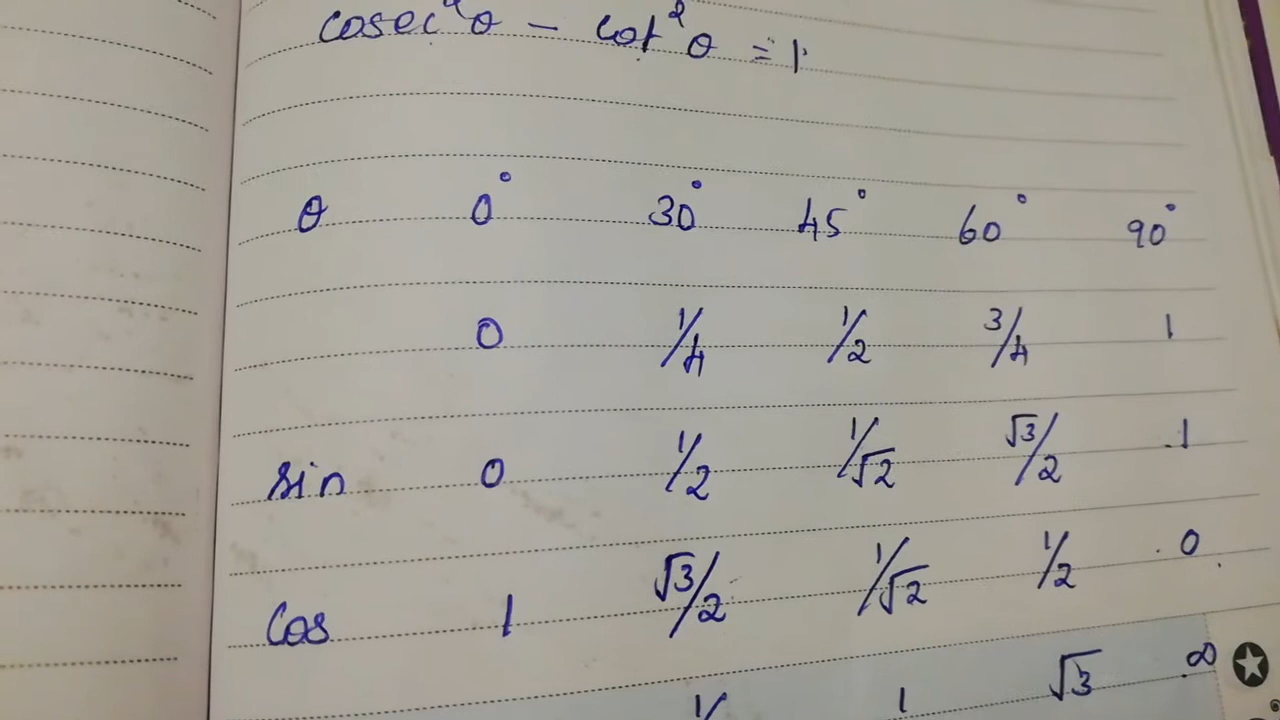 cosec²θ - cot²θ = 1
θ 0° 30° 45° 60° 90°
0 1/4 1/2 3/4 1
sin 0 1/2 1/√2 √3/2 1
Cos 1 √3/2 1/√2 1/2 0
1/ 1 √3 ∞